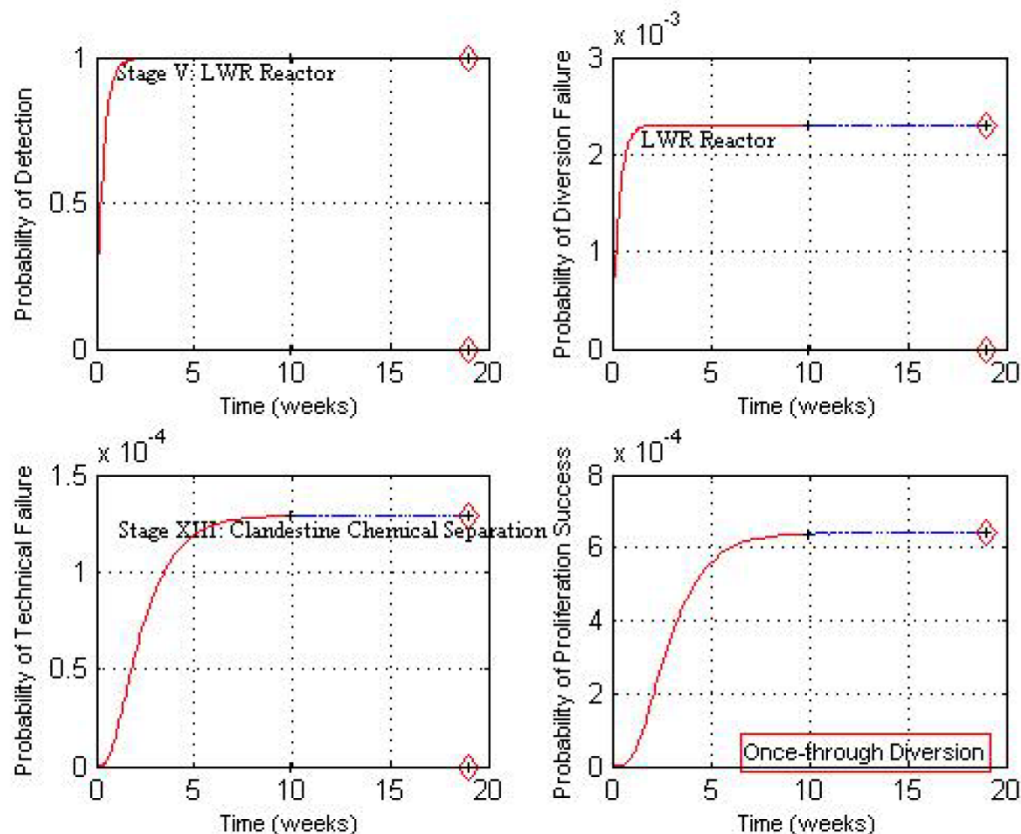 Probability of Detection
1
0.5
0
Stage V: LWR Reactor
0 5 10 15 20
Time (weeks)
x 10-3
Probability of Diversion Failure
3
2
1
0
LWR Reactor
0 5 10 15 20
Time (weeks)
x 10-4
Probability of Technical Failure
1.5
1
0.5
0
Stage XIII: Clandestine Chemical Separation
0 5 10 15 20
Time (weeks)
x 10-4
Probability of Proliferation Success
8
6
4
2
0
Once-through Diversion
0 5 10 15 20
Time (weeks)